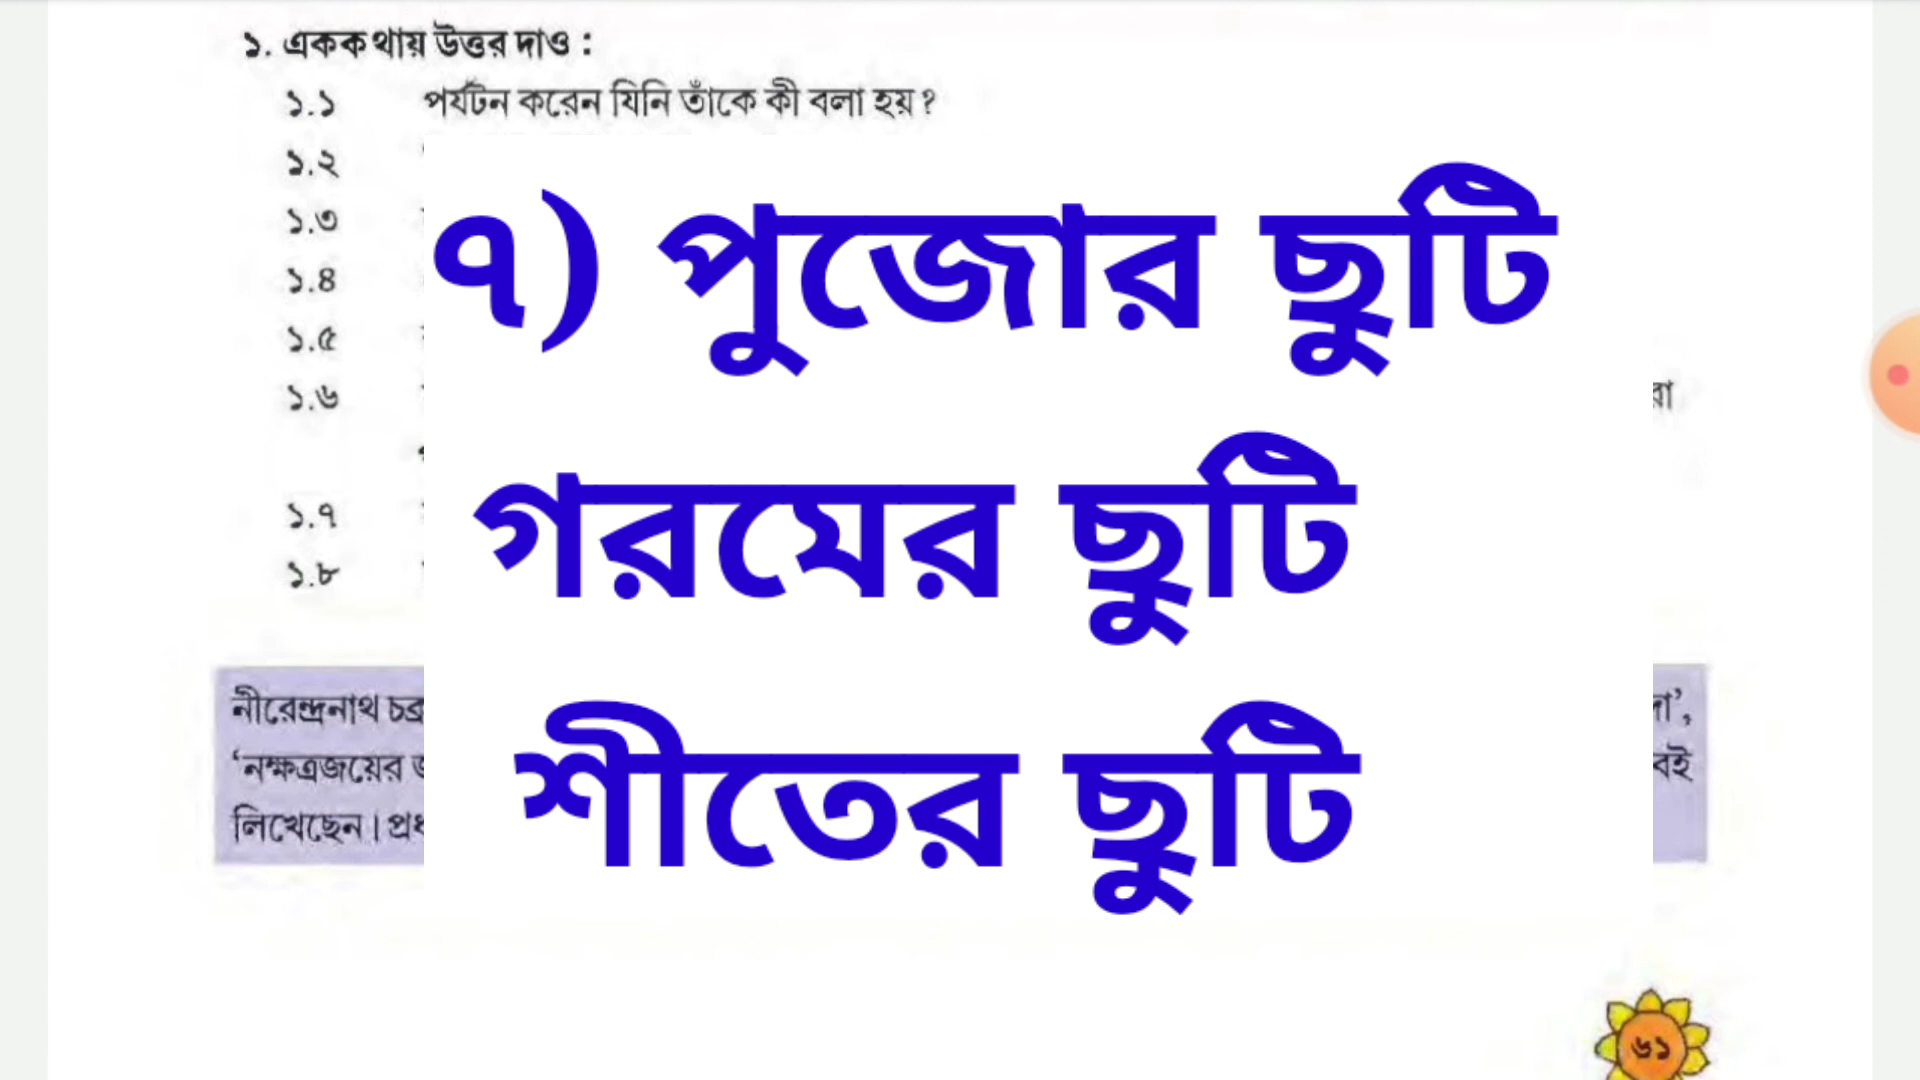 ১. এককথায় উত্তর দাও :
১.১ পর্যটন করেন যিনি তাঁকে কী বলা হয় ?
১.২
১.৩
১.৪
১.৫
১.৬
১.৭
১.৮
৭) পুজোর ছুটি
গরমের ছুটি
শীতের ছুটি
নীরেন্দ্রনাথ
‘নক্ষত্রজয়ের
বই
লিখেছেন।
৬১